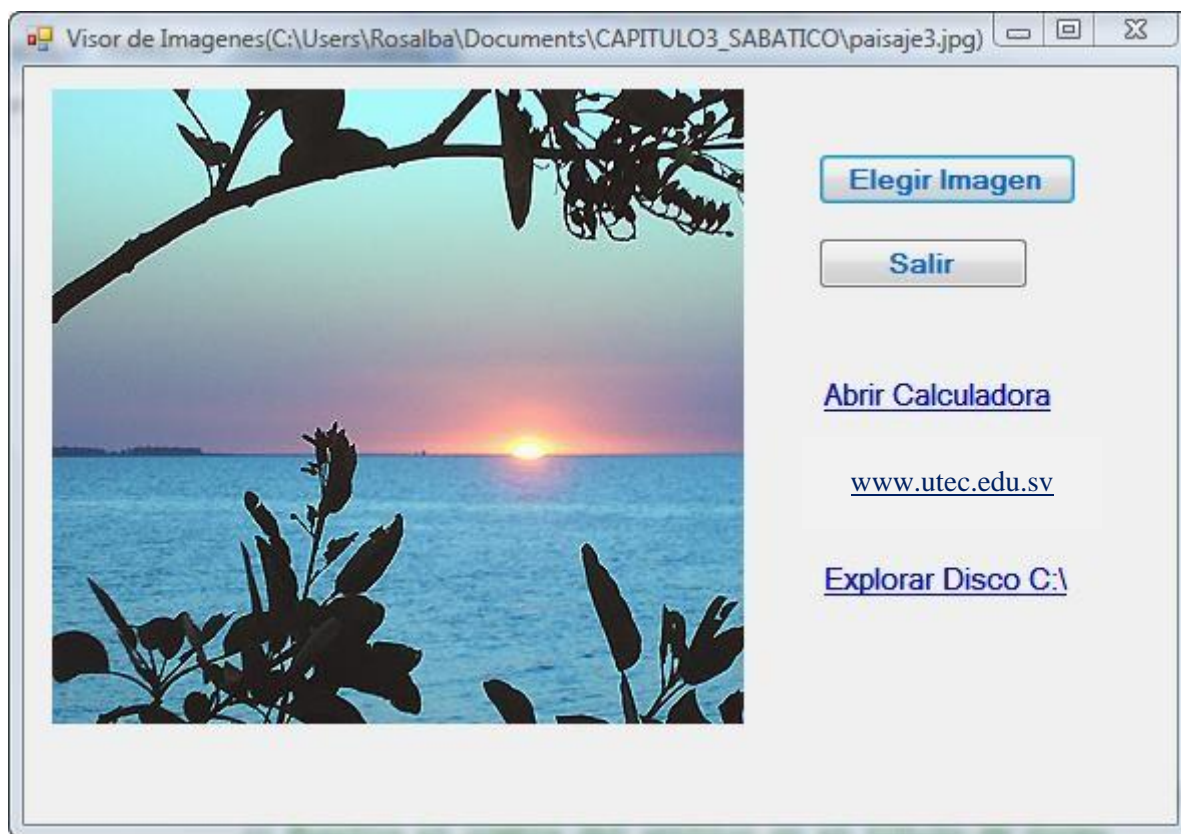 Visor de Imagenes(C:\Users\Rosalba\Documents\CAPITULO3_SABATICO\paisaje3.jpg)
Elegir Imagen
Salir
Abrir Calculadora
www.utec.edu.sv
Explorar Disco C:\